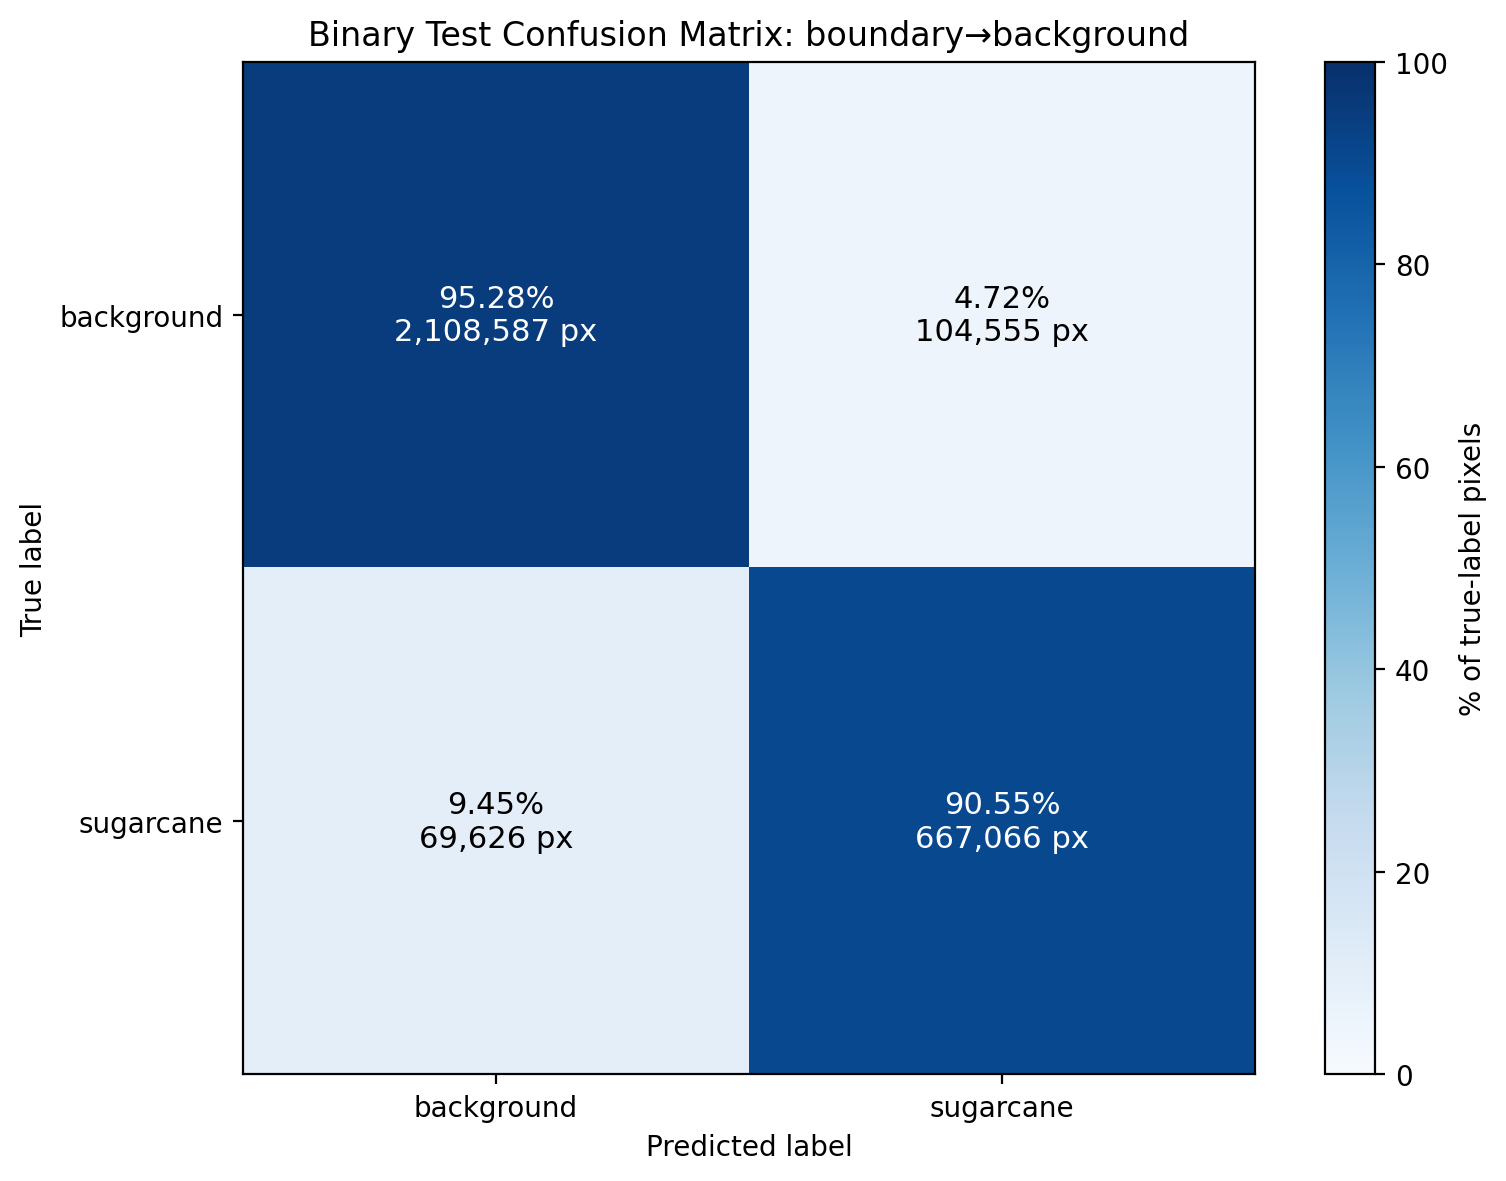 Binary Test Confusion Matrix: boundary→background
100
80
60
40
20
0
% of true-label pixels
True label
background
sugarcane
95.28%
2,108,587 px
4.72%
104,555 px
9.45%
69,626 px
90.55%
667,066 px
background
sugarcane
Predicted label